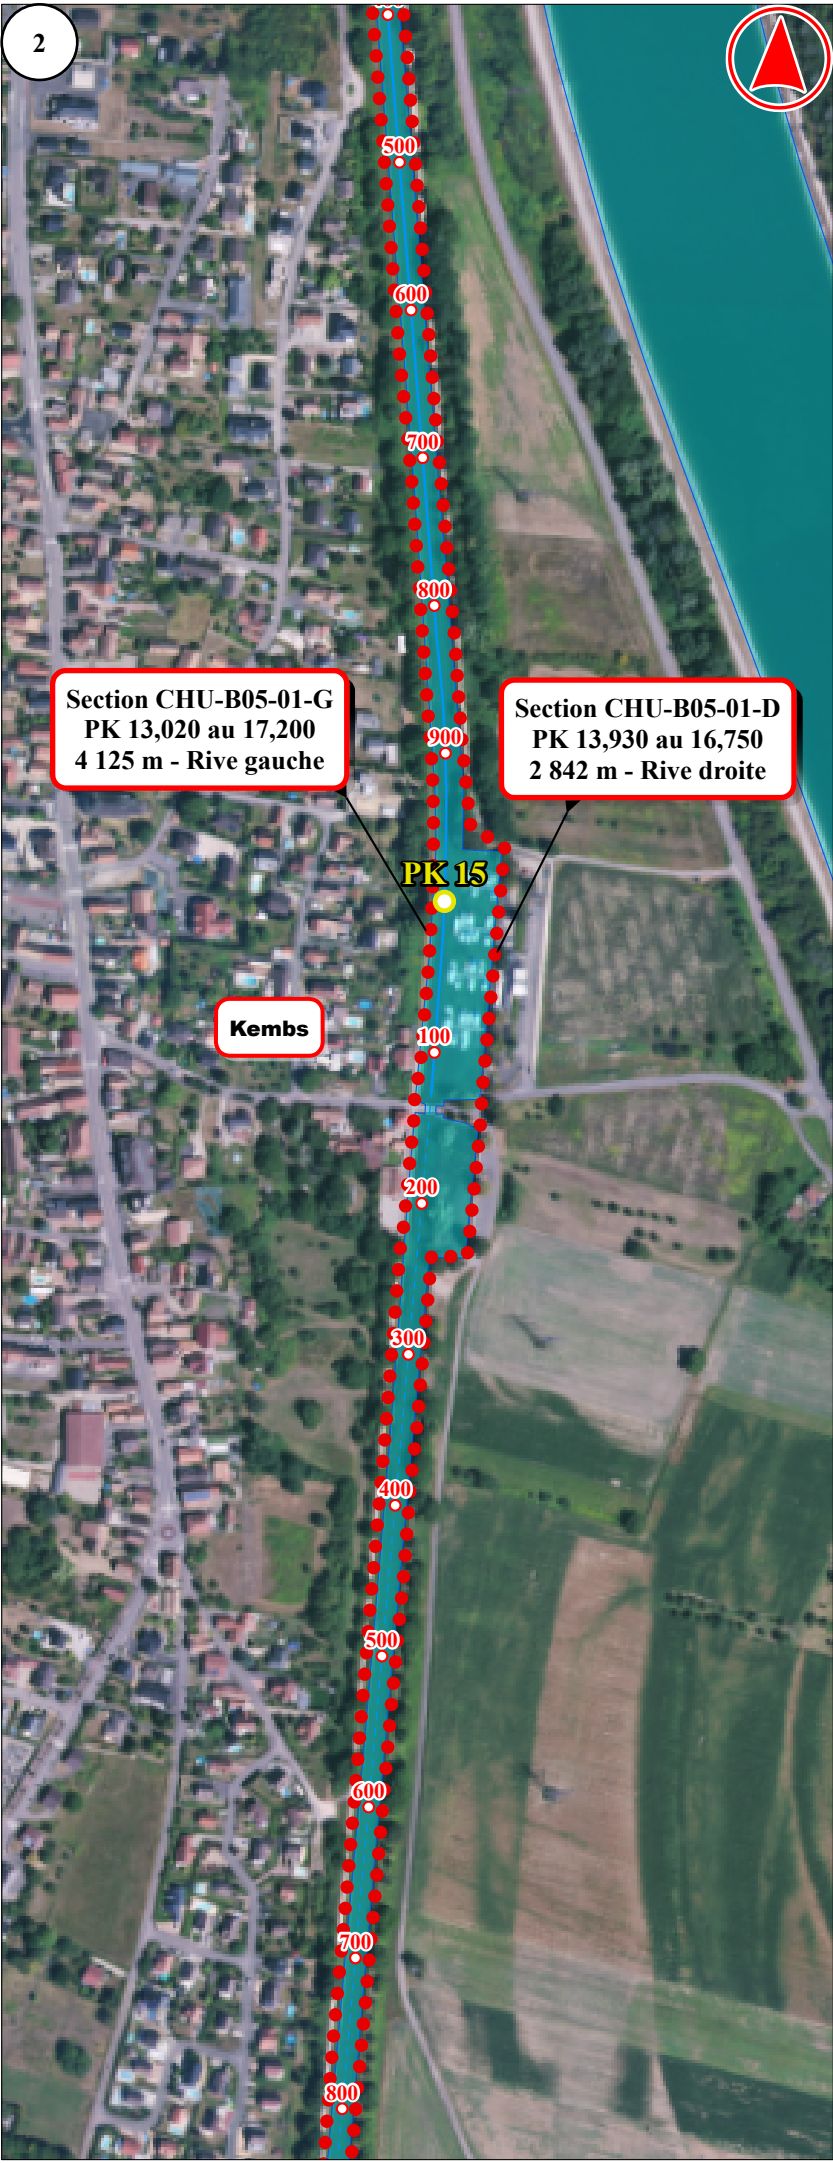 2
500
600
700
800
Section CHU-B05-01-G
PK 13,020 au 17,200
4 125 m - Rive gauche
Section CHU-B05-01-D
PK 13,930 au 16,750
2 842 m - Rive droite
900
PK 15
Kembs
100
200
300
400
500
600
700
800